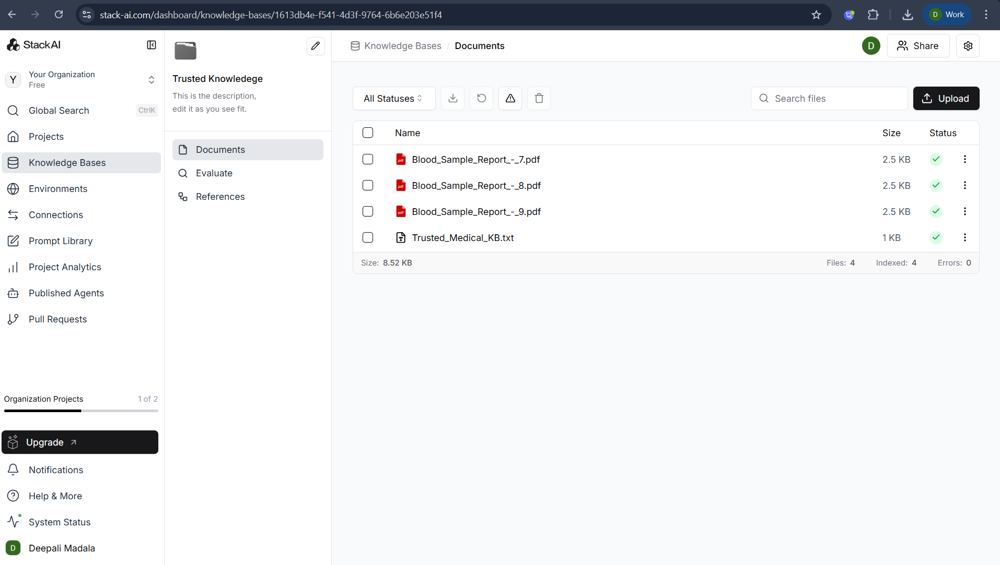 stack-ai.com/dashboard/knowledge-bases/1613db4e-f541-4d3f-9764-6b6e203e51f4
D Work
StackAI
Y
Your Organization
Free
Global Search
CtrlK
Projects
Knowledge Bases
Environments
Connections
Prompt Library
Project Analytics
Published Agents
Pull Requests
Organization Projects
1 of 2
Upgrade
Notifications
Help & More
System Status
D Deepali Madala
Trusted Knowledege
This is the description,
edit it as you see fit.
Documents
Evaluate
References
Knowledge Bases / Documents
D
Share
All Statuses
Search files
Upload
Name Size Status
pdf Blood_Sample_Report_-_7.pdf 2.5 KB
pdf Blood_Sample_Report_-_8.pdf 2.5 KB
pdf Blood_Sample_Report_-_9.pdf 2.5 KB
Trusted_Medical_KB.txt 1 KB
Size: 8.52 KB Files: 4 Indexed: 4 Errors: 0